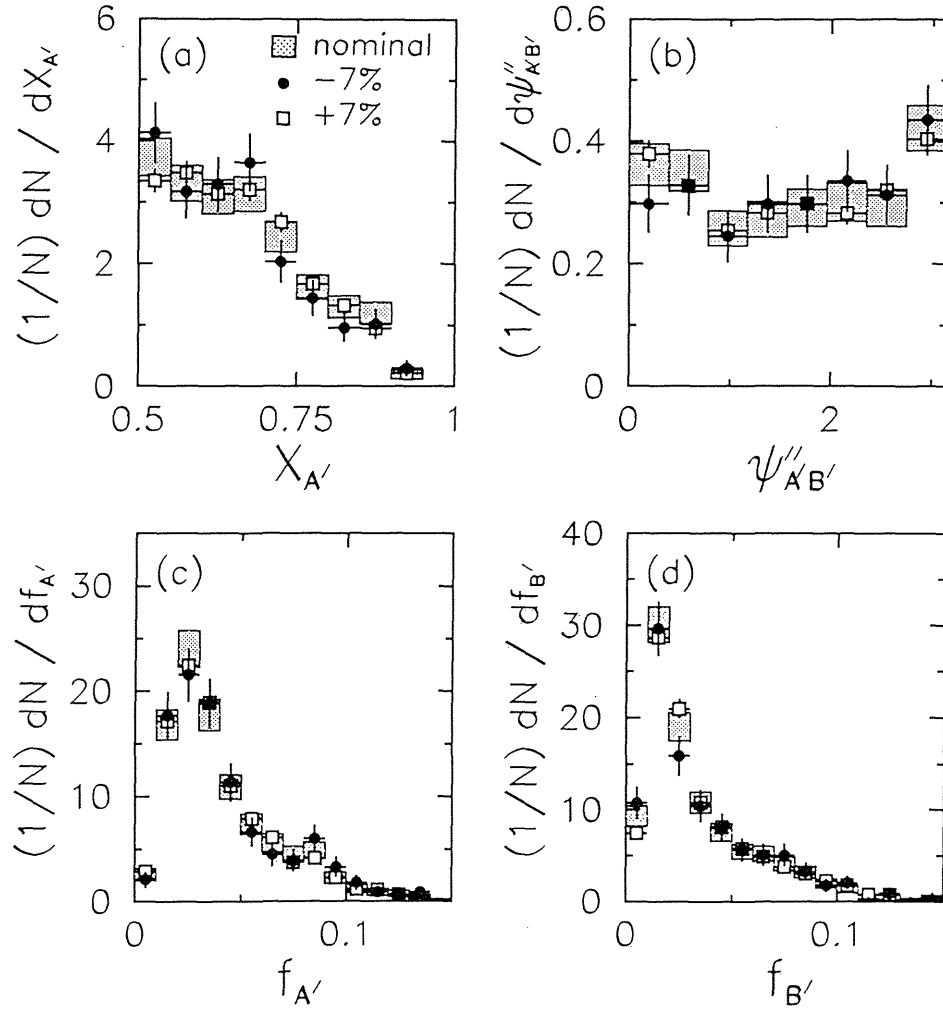 (a)
nominal
−7%
+7%
(1/N) dN / dX_A′
6
4
2
0
0.5
0.75
1
X_A′
(b)
(1/N) dN / dψ″_A′B′
0.6
0.4
0.2
0
0
2
ψ″_A′B′
(c)
(1/N) dN / df_A′
30
20
10
0
0
0.1
f_A′
(d)
(1/N) dN / df_B′
40
30
20
10
0
0
0.1
f_B′